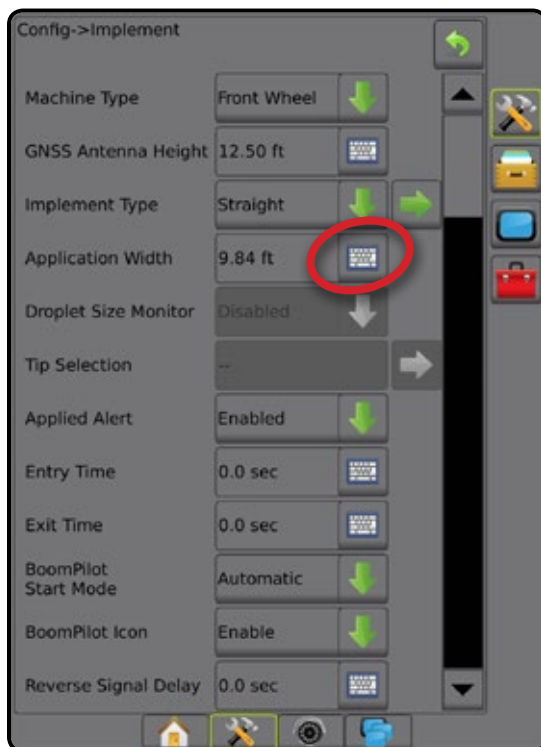 Config->Implement
Machine Type Front Wheel
GNSS Antenna Height 12.50 ft
Implement Type Straight
Application Width 9.84 ft
Droplet Size Monitor Disabled
Tip Selection --
Applied Alert Enabled
Entry Time 0.0 sec
Exit Time 0.0 sec
BoomPilot
Start Mode Automatic
BoomPilot Icon Enable
Reverse Signal Delay 0.0 sec